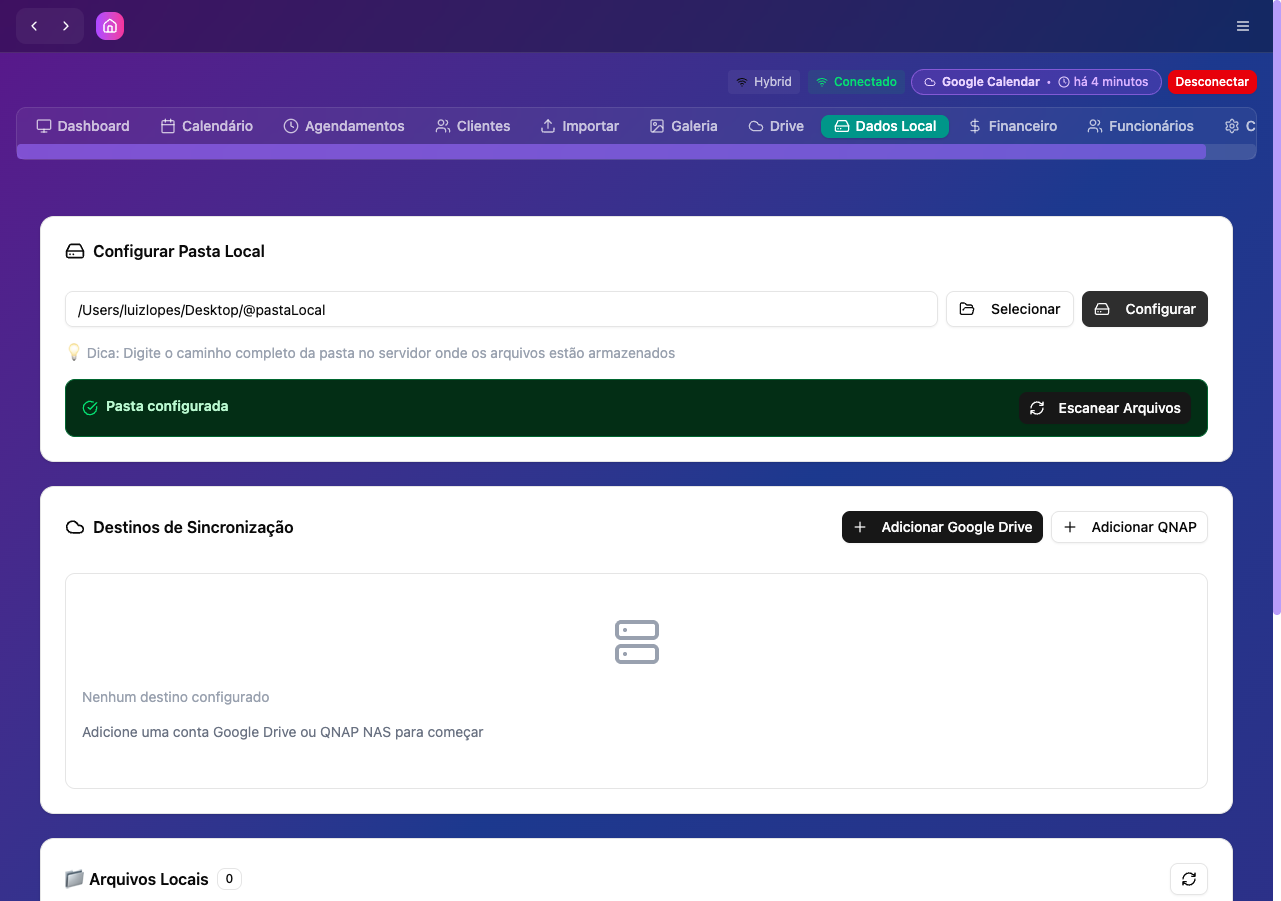 Hybrid Conectado Google Calendar • há 4 minutos Desconectar
Dashboard Calendário Agendamentos Clientes Importar Galeria Drive Dados Local Financeiro Funcionários C
Configurar Pasta Local
/Users/luizlopes/Desktop/@pastaLocal Selecionar Configurar
Dica: Digite o caminho completo da pasta no servidor onde os arquivos estão armazenados
Pasta configurada Escanear Arquivos
Destinos de Sincronização Adicionar Google Drive Adicionar QNAP
Nenhum destino configurado
Adicione uma conta Google Drive ou QNAP NAS para começar
Arquivos Locais 0